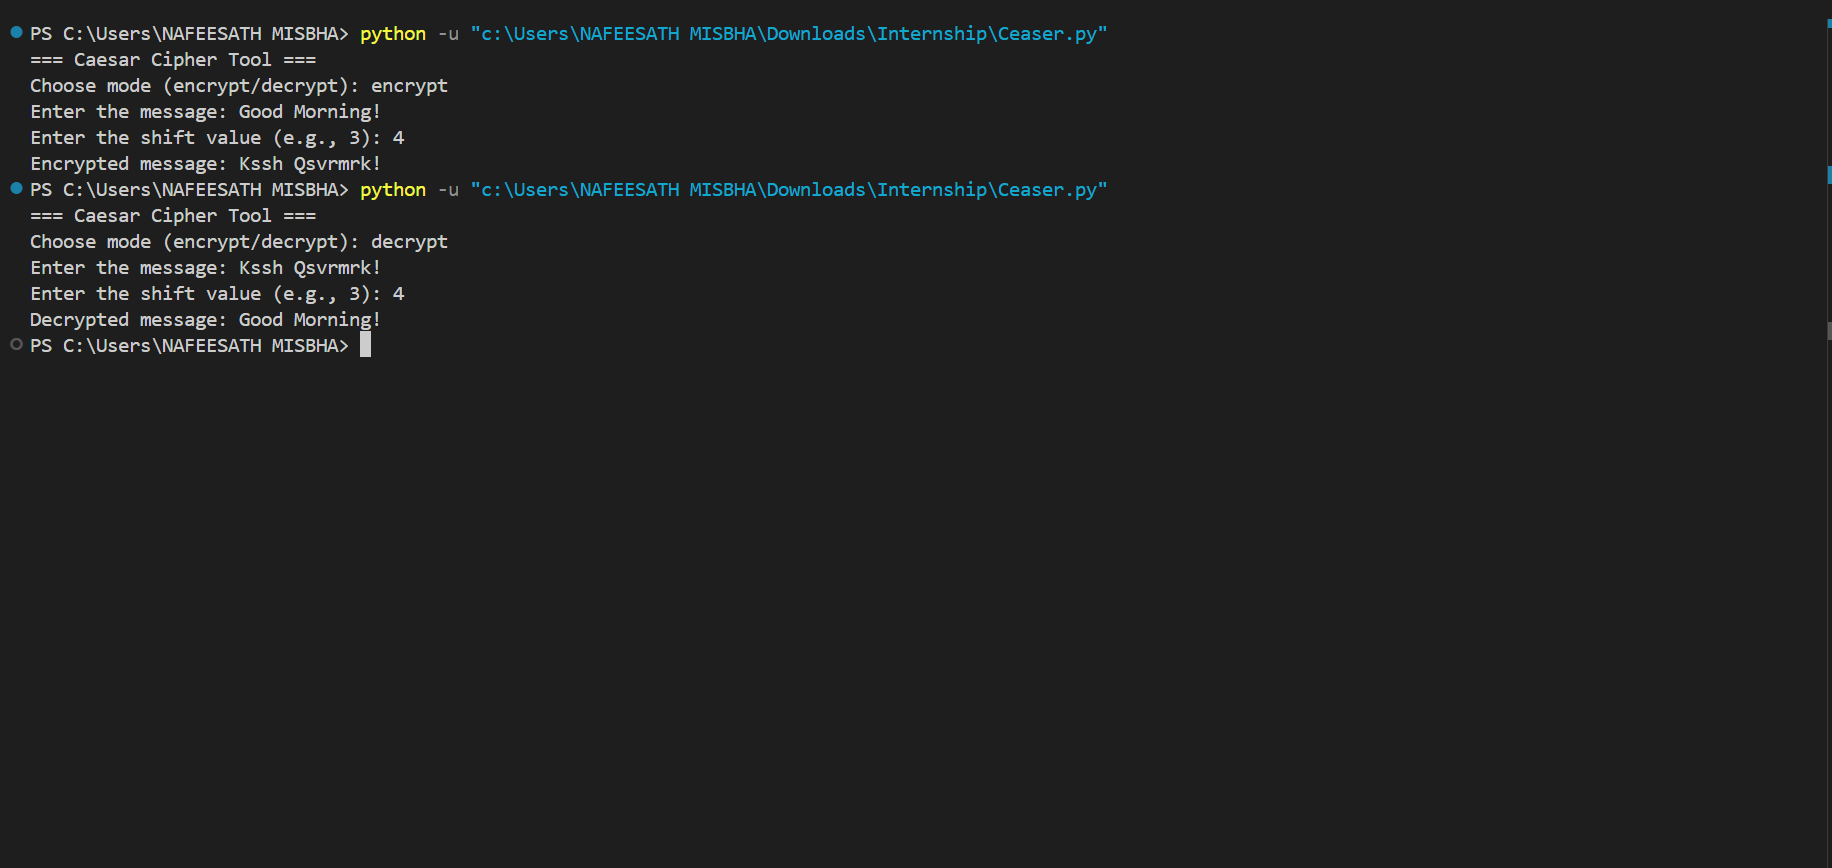 PS C:\Users\NAFEESATH MISBHA> python -u "c:\Users\NAFEESATH MISBHA\Downloads\Internship\Ceaser.py"
=== Caesar Cipher Tool ===
Choose mode (encrypt/decrypt): encrypt
Enter the message: Good Morning!
Enter the shift value (e.g., 3): 4
Encrypted message: Kssh Qsvrmrk!
PS C:\Users\NAFEESATH MISBHA> python -u "c:\Users\NAFEESATH MISBHA\Downloads\Internship\Ceaser.py"
=== Caesar Cipher Tool ===
Choose mode (encrypt/decrypt): decrypt
Enter the message: Kssh Qsvrmrk!
Enter the shift value (e.g., 3): 4
Decrypted message: Good Morning!
PS C:\Users\NAFEESATH MISBHA>